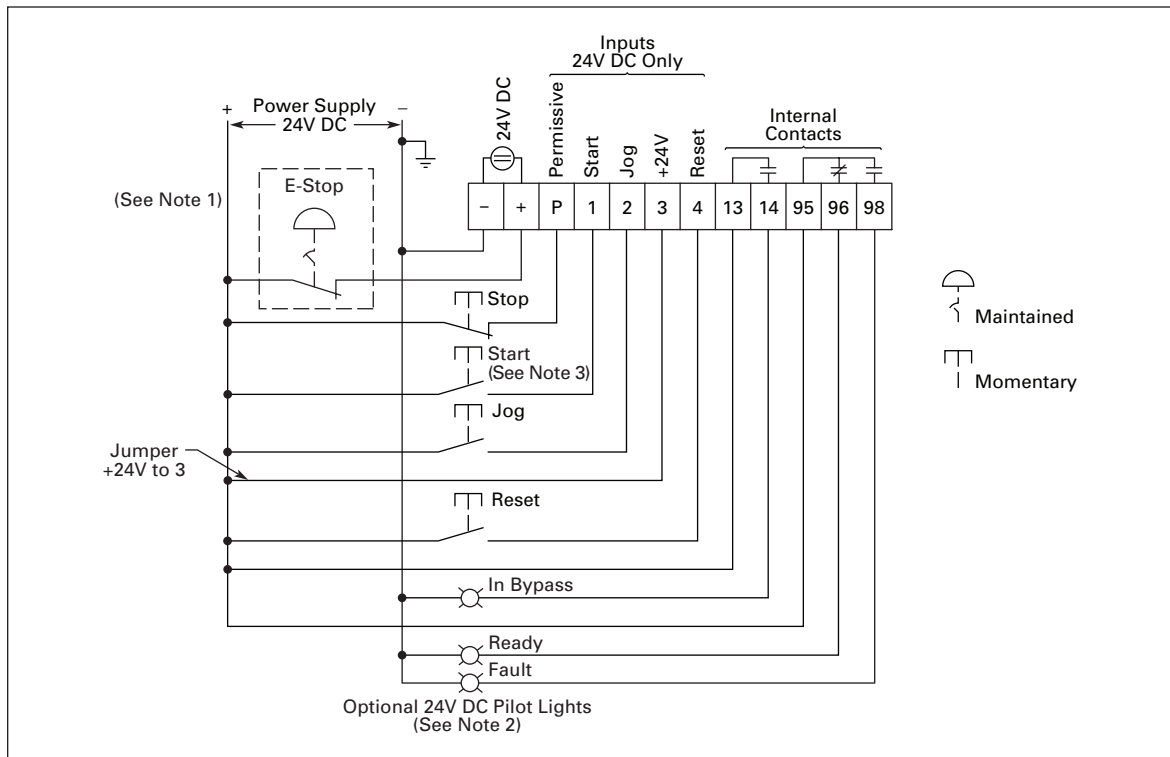 Inputs
24V DC Only
+ Power Supply −
24V DC
24V DC
Permissive
Start
Jog
+24V
Reset
Internal
Contacts
(See Note 1)
E-Stop
− + P 1 2 3 4 13 14 95 96 98
Stop
Start
(See Note 3)
Jog
Jumper
+24V to 3
Reset
In Bypass
Ready
Fault
Optional 24V DC Pilot Lights
(See Note 2)
Maintained
Momentary